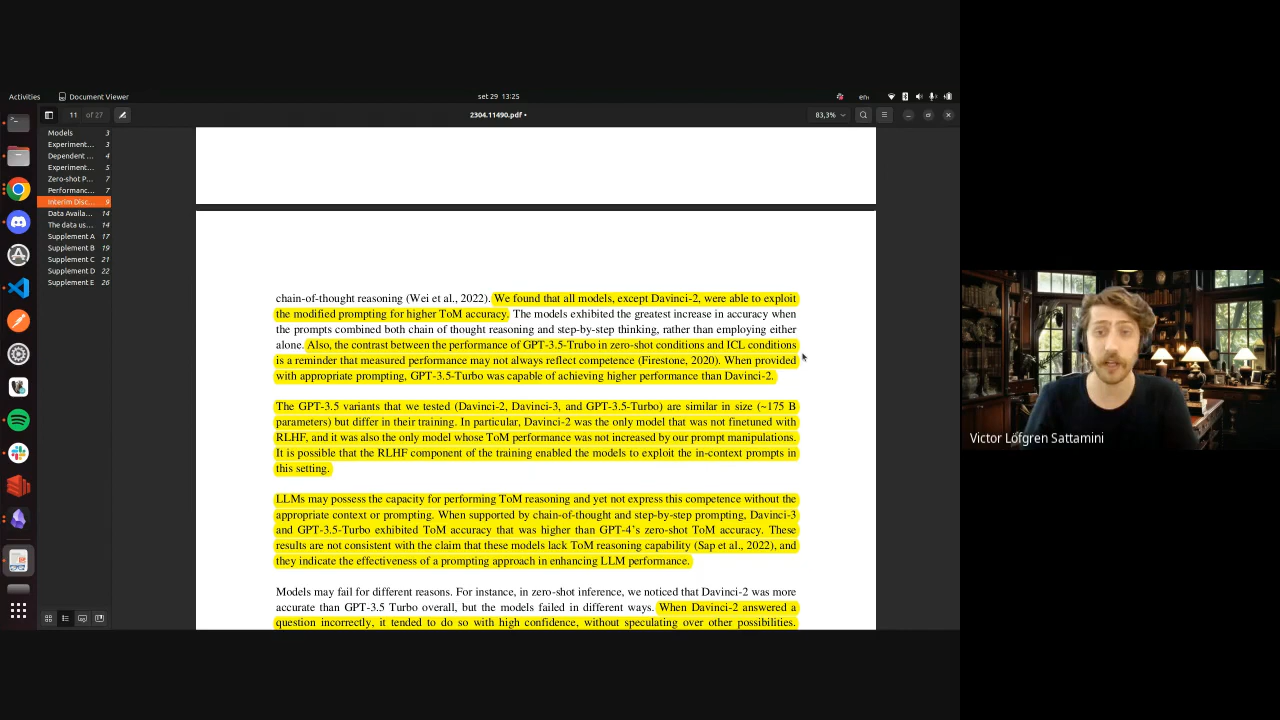 Activities
Document Viewer
set 29 13:25
en₁
11 of 27
2304.11490.pdf •
83,3%
Models 3
Experiment... 3
Dependent ... 4
Experiment... 5
Zero-shot P... 7
Performanc... 7
Interim Disc... 9
Data Availa... 14
The data us... 14
Supplement A 17
Supplement B 19
Supplement C 21
Supplement D 22
Supplement E 26
chain-of-thought reasoning (Wei et al., 2022). We found that all models, except Davinci-2, were able to exploit
the modified prompting for higher ToM accuracy. The models exhibited the greatest increase in accuracy when
the prompts combined both chain of thought reasoning and step-by-step thinking, rather than employing either
alone. Also, the contrast between the performance of GPT-3.5-Trubo in zero-shot conditions and ICL conditions
is a reminder that measured performance may not always reflect competence (Firestone, 2020). When provided
with appropriate prompting, GPT-3.5-Turbo was capable of achieving higher performance than Davinci-2.
The GPT-3.5 variants that we tested (Davinci-2, Davinci-3, and GPT-3.5-Turbo) are similar in size (~175 B
parameters) but differ in their training. In particular, Davinci-2 was the only model that was not finetuned with
RLHF, and it was also the only model whose ToM performance was not increased by our prompt manipulations.
It is possible that the RLHF component of the training enabled the models to exploit the in-context prompts in
this setting.
LLMs may possess the capacity for performing ToM reasoning and yet not express this competence without the
appropriate context or prompting. When supported by chain-of-thought and step-by-step prompting, Davinci-3
and GPT-3.5-Turbo exhibited ToM accuracy that was higher than GPT-4's zero-shot ToM accuracy. These
results are not consistent with the claim that these models lack ToM reasoning capability (Sap et al., 2022), and
they indicate the effectiveness of a prompting approach in enhancing LLM performance.
Models may fail for different reasons. For instance, in zero-shot inference, we noticed that Davinci-2 was more
accurate than GPT-3.5 Turbo overall, but the models failed in different ways. When Davinci-2 answered a
question incorrectly, it tended to do so with high confidence, without speculating over other possibilities.
Victor Löfgren Sattamini